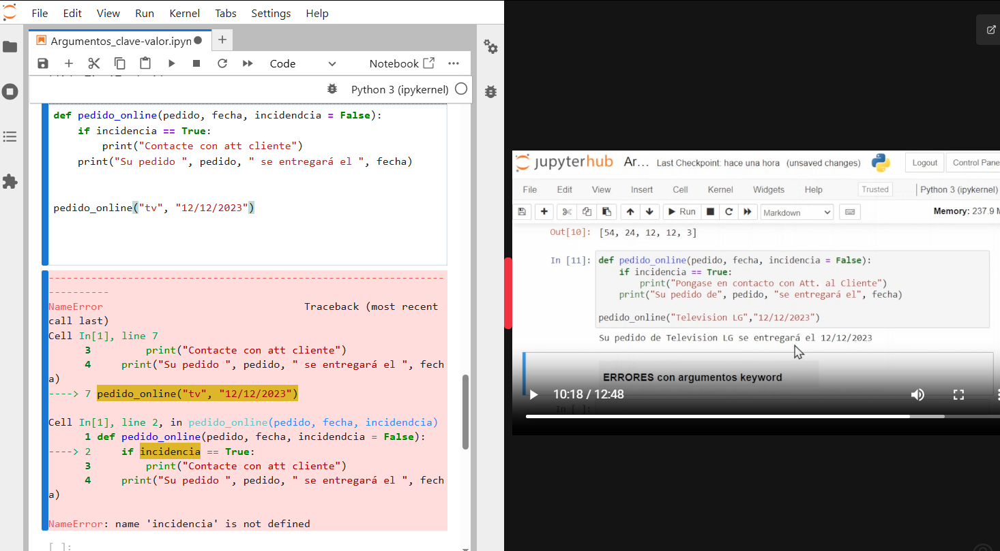 File Edit View Run Kernel Tabs Settings Help
Argumentos_clave-valor.ipyn
Code Notebook
Python 3 (ipykernel)
def pedido_online(pedido, fecha, incidendcia = False):
if incidencia == True:
print("Contacte con att cliente")
print("Su pedido ", pedido, " se entregará el ", fecha)
pedido_online("tv", "12/12/2023")
----------------------------------------------------------------
----------
NameError Traceback (most recent
call last)
Cell In[1], line 7
3 print("Contacte con att cliente")
4 print("Su pedido ", pedido, " se entregará el ", fech
a)
----> 7 pedido_online("tv", "12/12/2023")
Cell In[1], line 2, in pedido_online(pedido, fecha, incidendcia)
1 def pedido_online(pedido, fecha, incidendcia = False):
----> 2 if incidencia == True:
3 print("Contacte con att cliente")
4 print("Su pedido ", pedido, " se entregará el ", fech
a)
NameError: name 'incidencia' is not defined
[ ]:
jupyterhub Ar... Last Checkpoint: hace una hora (unsaved changes) Logout Control Pane
File Edit View Insert Cell Kernel Widgets Help Trusted Python 3 (ipykernel)
Run Markdown Memory: 237.9 M
Out[10]: [54, 24, 12, 12, 3]
In [11]: def pedido_online(pedido, fecha, incidencia = False):
if incidencia == True:
print("Pongase en contacto con Att. al Cliente")
print("Su pedido de", pedido, "se entregará el", fecha)
pedido_online("Television LG","12/12/2023")
Su pedido de Television LG se entregará el 12/12/2023
ERRORES con argumentos keyword
10:18 / 12:48
In [ ]: